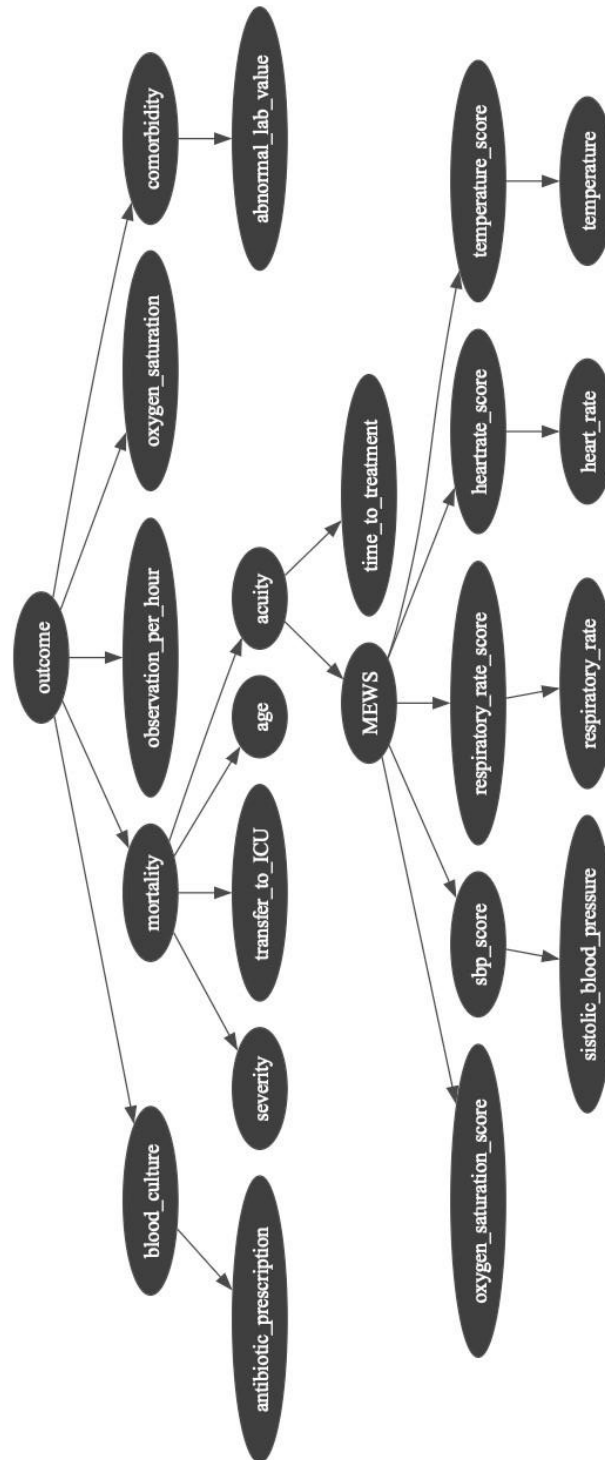 outcome
blood_culture
mortality
observation_per_hour
oxygen_saturation
comorbidity
antibiotic_prescription
severity
transfer_to_ICU
age
acuity
abnormal_lab_value
MEWS
time_to_treatment
oxygen_saturation_score
sbp_score
respiratory_rate_score
heartrate_score
temperature_score
sistolic_blood_pressure
respiratory_rate
heart_rate
temperature